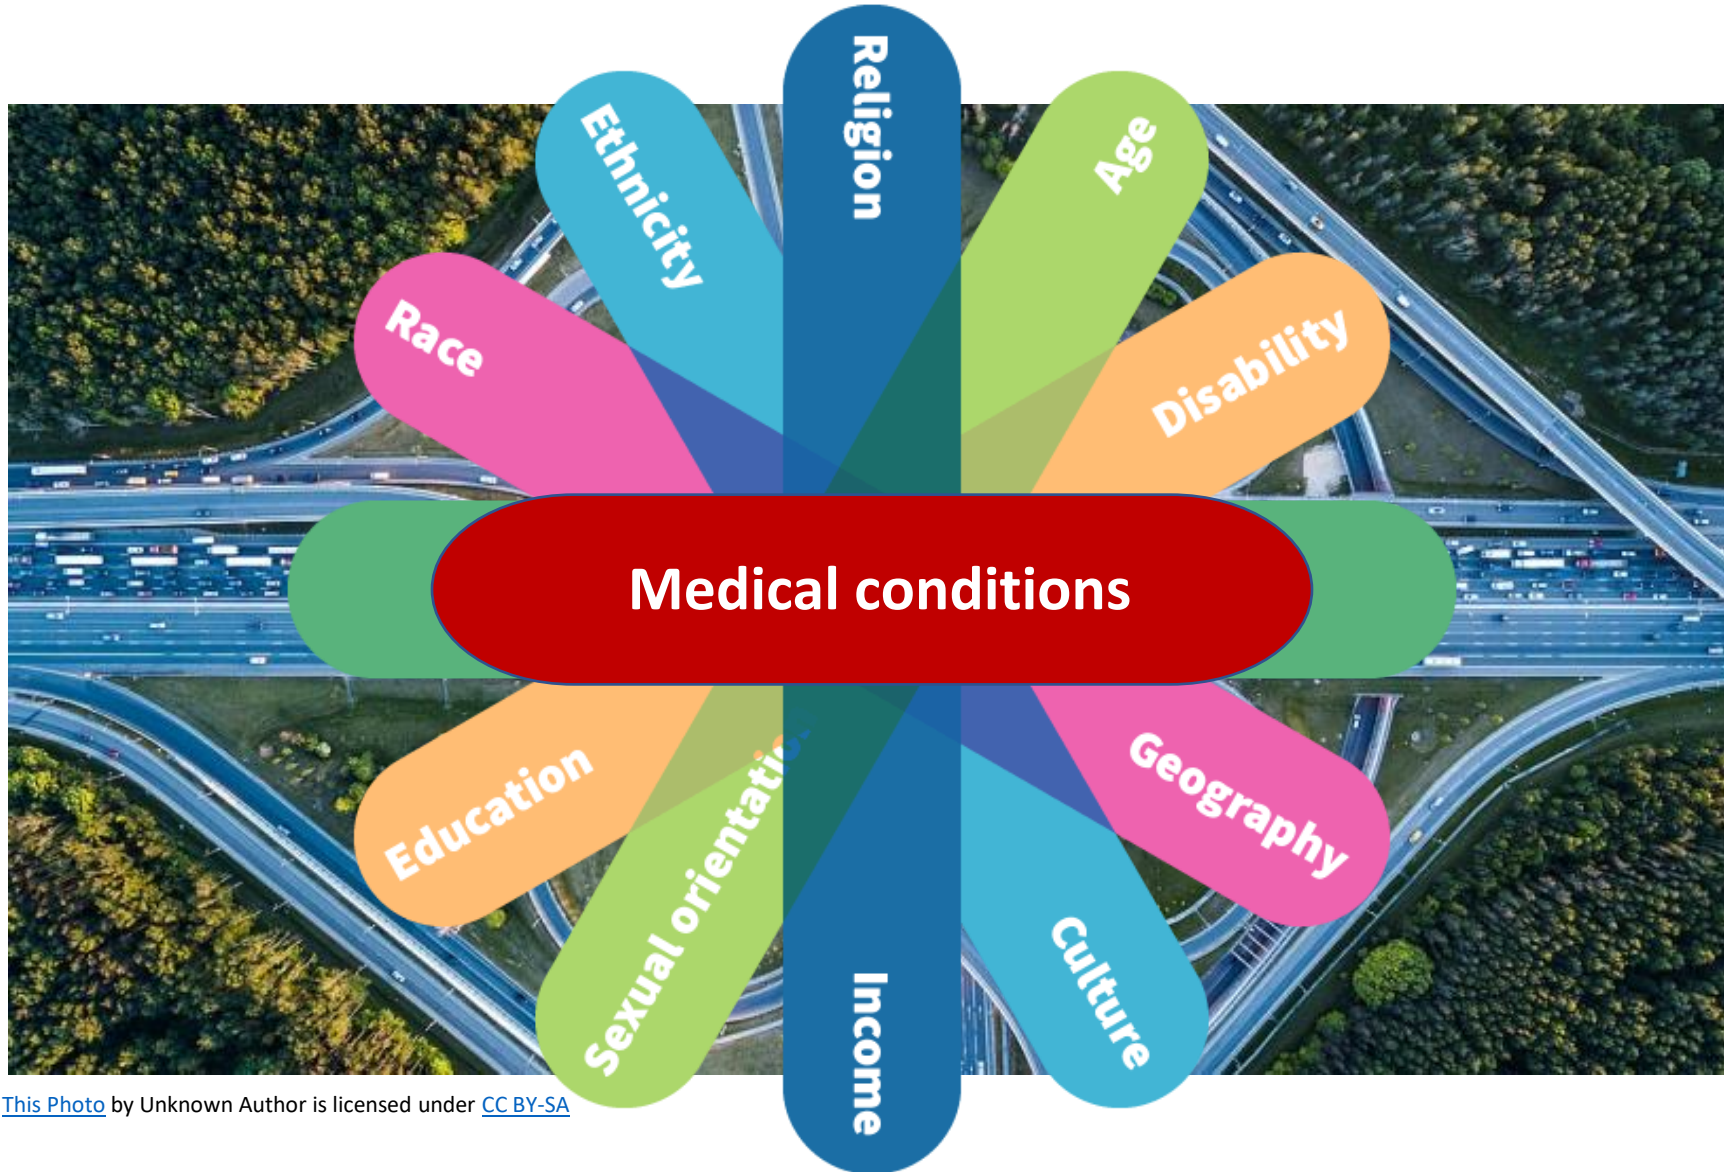 Religion
Ethnicity
Age
Race
Disability
Medical conditions
Education
Geography
Sexual orientation
Culture
Income
This Photo by Unknown Author is licensed under CC BY-SA